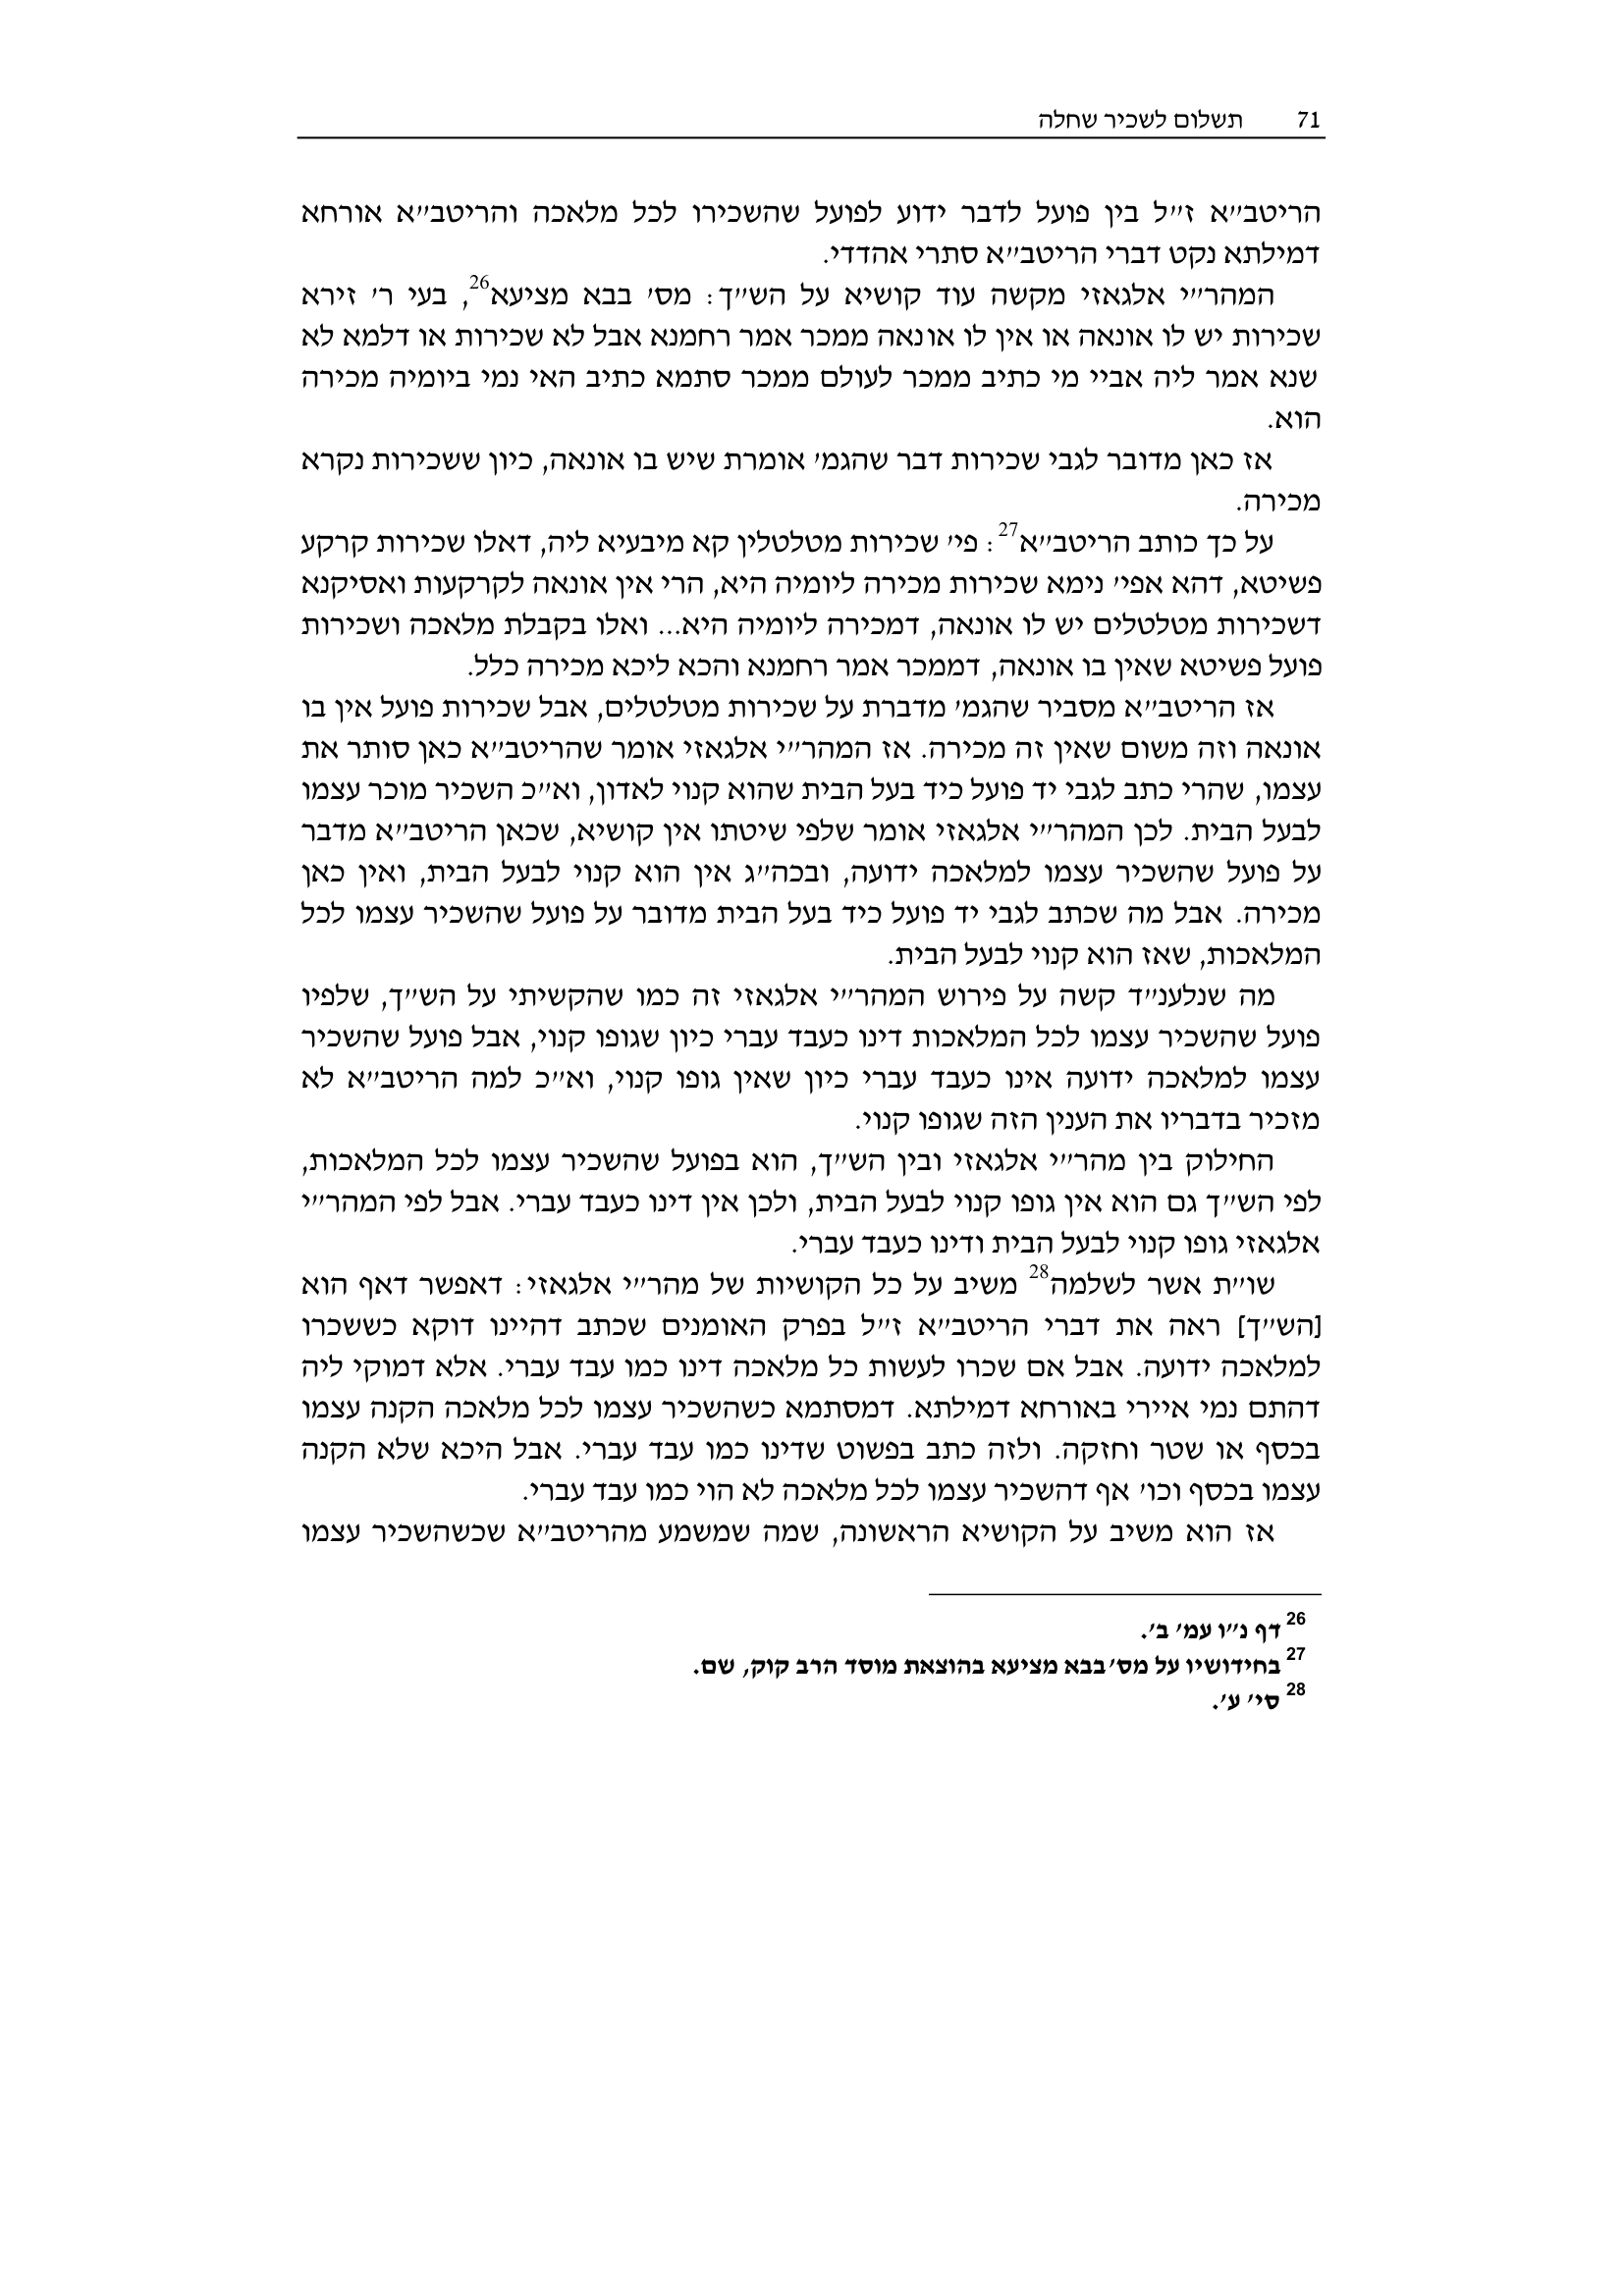 71 תשלום לשכיר שחלה
הריטב״א ז״ל בין פועל לדבר ידוע לפועל שהשכירו לכל מלאכה והריטב״א אורחא
דמילתא נקט דברי הריטב״א סתרי אהדדי.
המהר״י אלגאזי מקשה עוד קושיא על הש״ך: מס׳ בבא מציעא26, בעי ר׳ זירא
שכירות יש לו אונאה או אין לו אונאה ממכר אמר רחמנא אבל לא שכירות או דלמא לא
שנא אמר ליה אביי מי כתיב ממכר לעולם ממכר סתמא כתיב האי נמי ביומיה מכירה
הוא.
אז כאן מדובר לגבי שכירות דבר שהגמ׳ אומרת שיש בו אונאה, כיון ששכירות נקרא
מכירה.
על כך כותב הריטב״א27: פי׳ שכירות מטלטלין קא מיבעיא ליה, דאלו שכירות קרקע
פשיטא, דהא אפי׳ נימא שכירות מכירה ליומיה היא, הרי אין אונאה לקרקעות ואסיקנא
דשכירות מטלטלים יש לו אונאה, דמכירה ליומיה היא... ואלו בקבלת מלאכה ושכירות
פועל פשיטא שאין בו אונאה, דממכר אמר רחמנא והכא ליכא מכירה כלל.
אז הריטב״א מסביר שהגמ׳ מדברת על שכירות מטלטלים, אבל שכירות פועל אין בו
אונאה וזה משום שאין זה מכירה. אז המהר״י אלגאזי אומר שהריטב״א כאן סותר את
עצמו, שהרי כתב לגבי יד פועל כיד בעל הבית שהוא קנוי לאדון, וא״כ השכיר מוכר עצמו
לבעל הבית. לכן המהר״י אלגאזי אומר שלפי שיטתו אין קושיא, שכאן הריטב״א מדבר
על פועל שהשכיר עצמו למלאכה ידועה, ובכה״ג אין הוא קנוי לבעל הבית, ואין כאן
מכירה. אבל מה שכתב לגבי יד פועל כיד בעל הבית מדובר על פועל שהשכיר עצמו לכל
המלאכות, שאז הוא קנוי לבעל הבית.
מה שנלענ״ד קשה על פירוש המהר״י אלגאזי זה כמו שהקשיתי על הש״ך, שלפיו
פועל שהשכיר עצמו לכל המלאכות דינו כעבד עברי כיון שגופו קנוי, אבל פועל שהשכיר
עצמו למלאכה ידועה אינו כעבד עברי כיון שאין גופו קנוי, וא״כ למה הריטב״א לא
מזכיר בדבריו את הענין הזה שגופו קנוי.
החילוק בין מהר״י אלגאזי ובין הש״ך, הוא בפועל שהשכיר עצמו לכל המלאכות,
לפי הש״ך גם הוא אין גופו קנוי לבעל הבית, ולכן אין דינו כעבד עברי. אבל לפי המהר״י
אלגאזי גופו קנוי לבעל הבית ודינו כעבד עברי.
שו״ת אשר לשלמה28 משיב על כל הקושיות של מהר״י אלגאזי: דאפשר דאף הוא
[הש״ך] ראה את דברי הריטב״א ז״ל בפרק האומנים שכתב דהיינו דוקא כששכרו
למלאכה ידועה. אבל אם שכרו לעשות כל מלאכה דינו כמו עבד עברי. אלא דמוקי ליה
דהתם נמי איירי באורחא דמילתא. דמסתמא כשהשכיר עצמו לכל מלאכה הקנה עצמו
בכסף או שטר וחזקה. ולזה כתב בפשוט שדינו כמו עבד עברי. אבל היכא שלא הקנה
עצמו בכסף וכו׳ אף דהשכיר עצמו לכל מלאכה לא הוי כמו עבד עברי.
אז הוא משיב על הקושיא הראשונה, שמה שמשמע מהריטב״א שכשהשכיר עצמו
26 דף נ״ו עמ׳ ב׳.
27 בחידושיו על מס׳בבא מציעא בהוצאת מוסד הרב קוק, שם.
28 סי׳ ע׳.